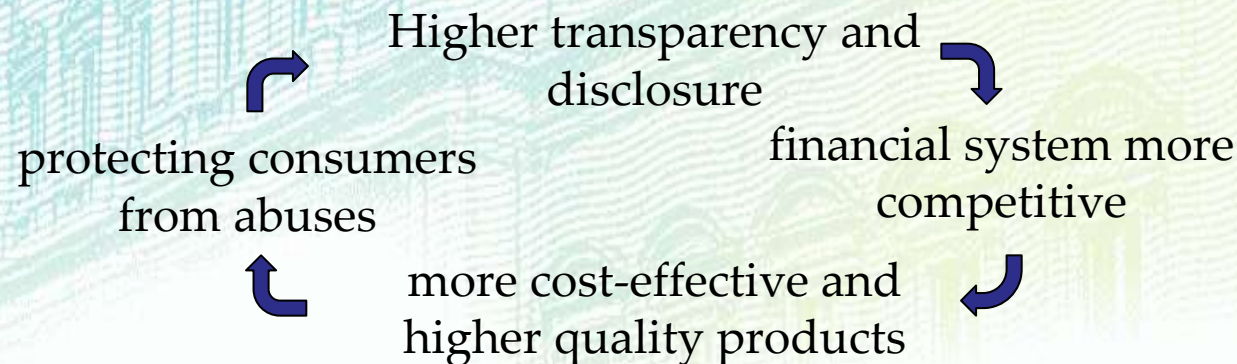 Higher transparency and
disclosure
financial system more
competitive
more cost-effective and
higher quality products
protecting consumers
from abuses